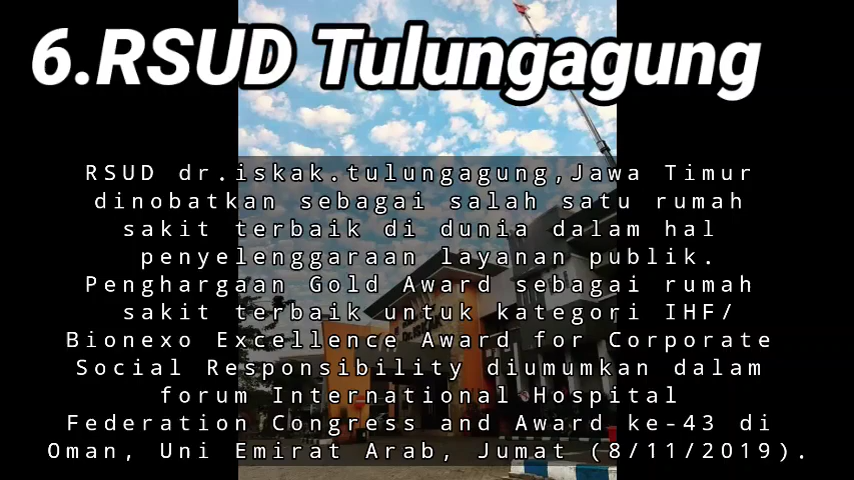 6.RSUD Tulungagung
RSUD dr.iskak.tulungagung,Jawa Timur
dinobatkan sebagai salah satu rumah
sakit terbaik di dunia dalam hal
penyelenggaraan layanan publik.
Penghargaan Gold Award sebagai rumah
sakit terbaik untuk kategori IHF/
Bionexo Excellence Award for Corporate
Social Responsibility diumumkan dalam
forum International Hospital
Federation Congress and Award ke-43 di
Oman, Uni Emirat Arab, Jumat (8/11/2019).